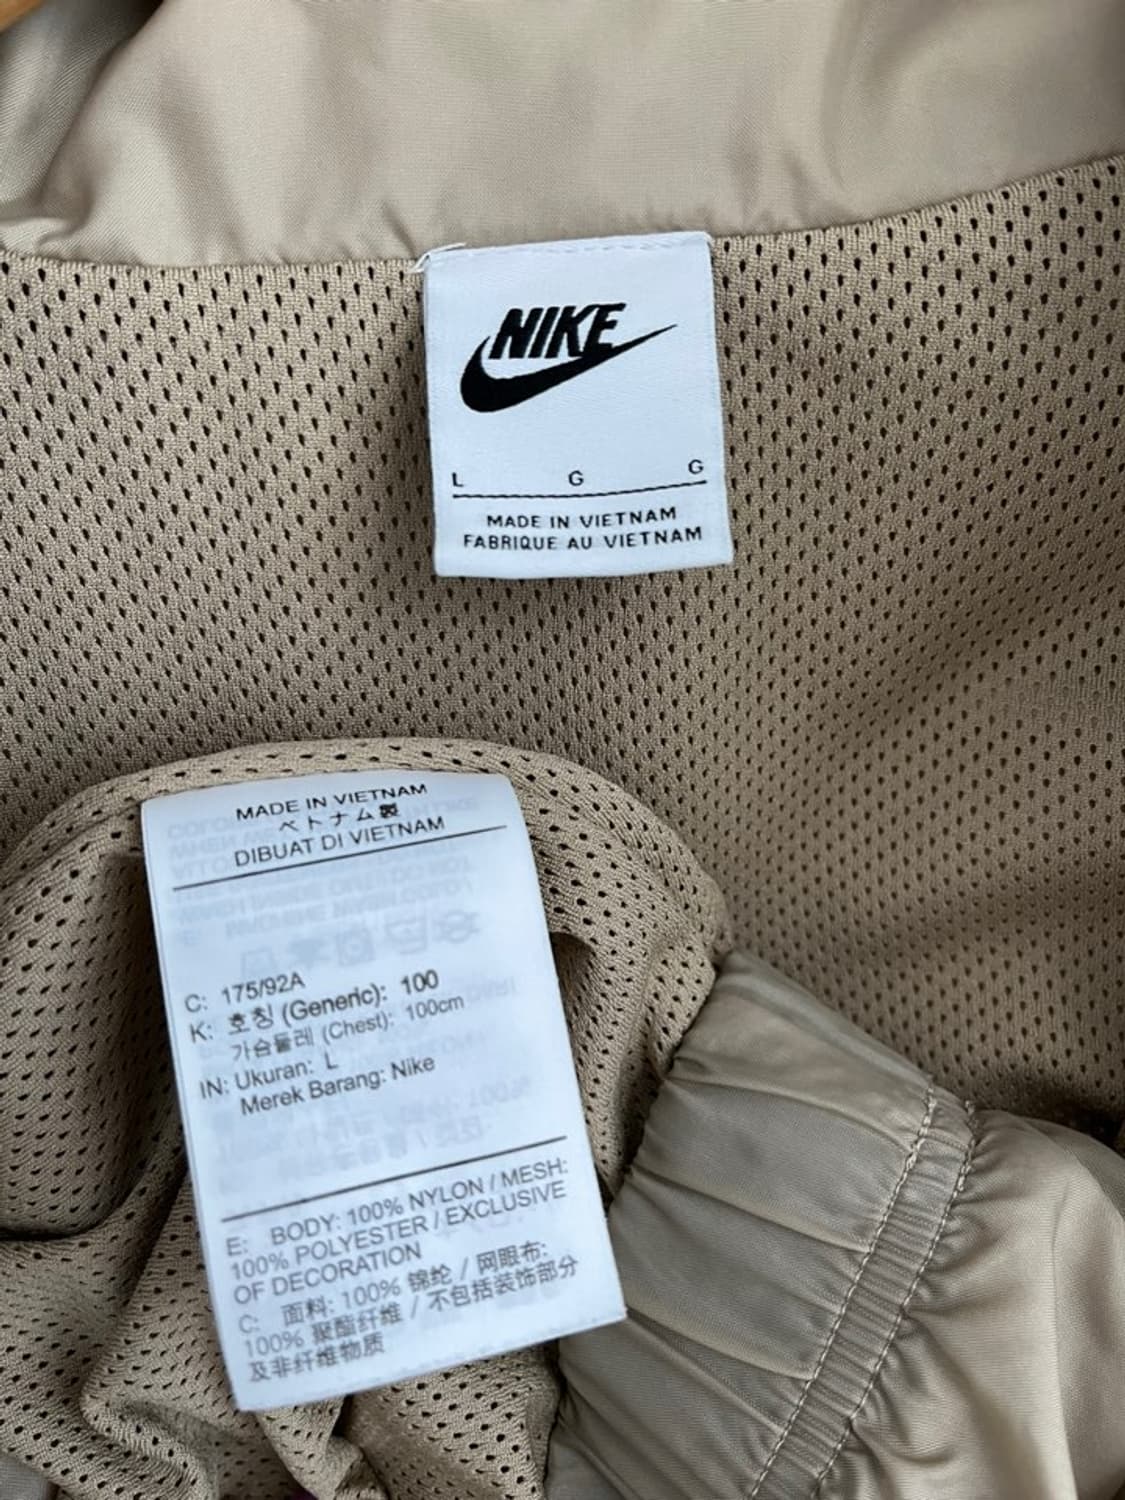 NIKE
L G G
MADE IN VIETNAM
FABRIQUE AU VIETNAM
MADE IN VIETNAM
ベトナム製
DIBUAT DI VIETNAM
C: 175/92A
K: 호칭 (Generic): 100
가슴둘레 (Chest): 100cm
IN: Ukuran: L
Merek Barang: Nike
E: BODY: 100% NYLON / MESH:
100% POLYESTER / EXCLUSIVE
OF DECORATION
C: 面料: 100% 锦纶 / 网眼布:
100% 聚酯纤维 / 不包括装饰部分
及非纤维物质